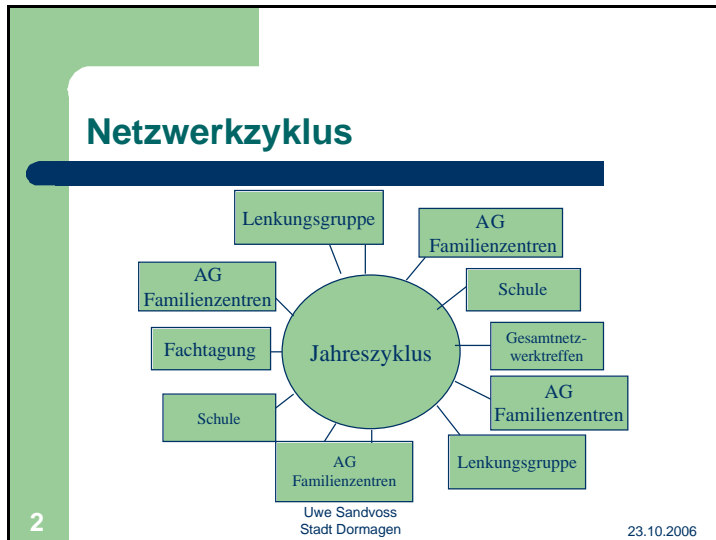 Netzwerkzyklus
Lenkungsgruppe
AG
Familienzentren
Schule
Gesamtnetz-
werktreffen
AG
Familienzentren
Lenkungsgruppe
AG
Familienzentren
Schule
Fachtagung
AG
Familienzentren
Jahreszyklus
2
Uwe Sandvoss
Stadt Dormagen
23.10.2006